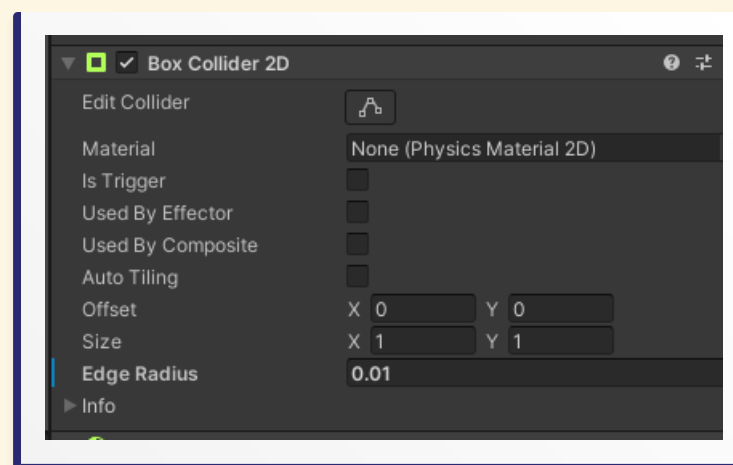 Box Collider 2D
Edit Collider
Material None (Physics Material 2D)
Is Trigger
Used By Effector
Used By Composite
Auto Tiling
Offset X 0 Y 0
Size X 1 Y 1
Edge Radius 0.01
Info